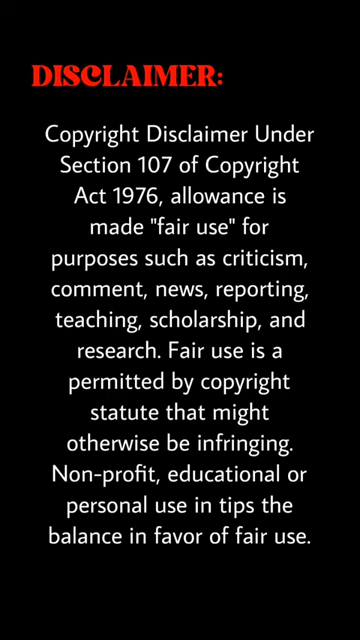 DISCLAIMER:
Copyright Disclaimer Under
Section 107 of Copyright
Act 1976, allowance is
made "fair use" for
purposes such as criticism,
comment, news, reporting,
teaching, scholarship, and
research. Fair use is a
permitted by copyright
statute that might
otherwise be infringing.
Non-profit, educational or
personal use in tips the
balance in favor of fair use.